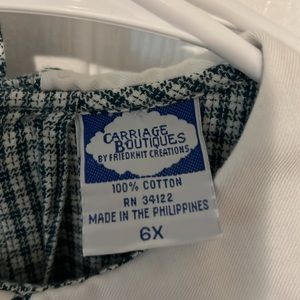 CARRIAGE
BOUTIQUES
BY FRIEDKNIT CREATIONS
100% COTTON
RN 34122
MADE IN THE PHILIPPINES
6X